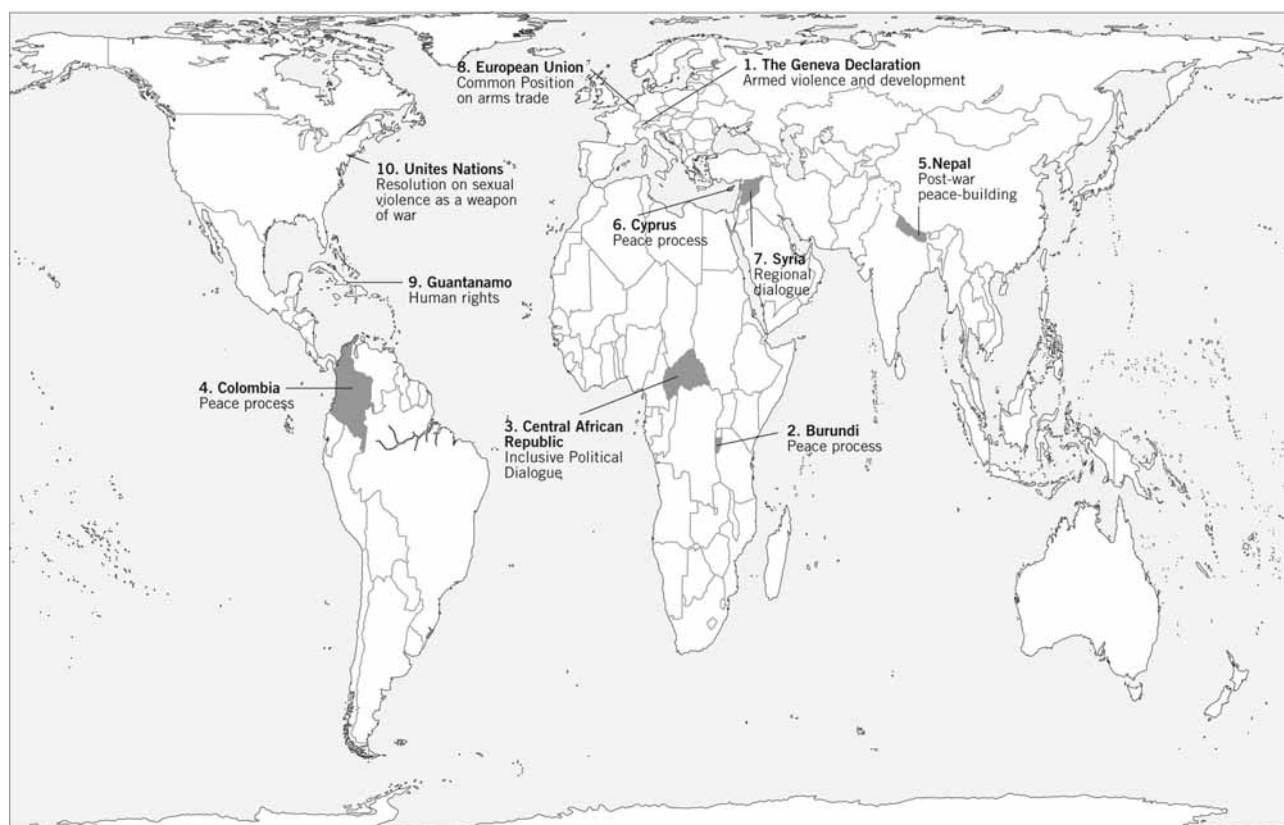 8. European Union
Common Position
on arms trade
1. The Geneva Declaration
Armed violence and development
10. Unites Nations
Resolution on sexual
violence as a weapon
of war
5.Nepal
Post-war
peace-building
6. Cyprus
Peace process
7. Syria
Regional
dialogue
9. Guantanamo
Human rights
4. Colombia
Peace process
3. Central African
Republic
Inclusive Political
Dialogue
2. Burundi
Peace process